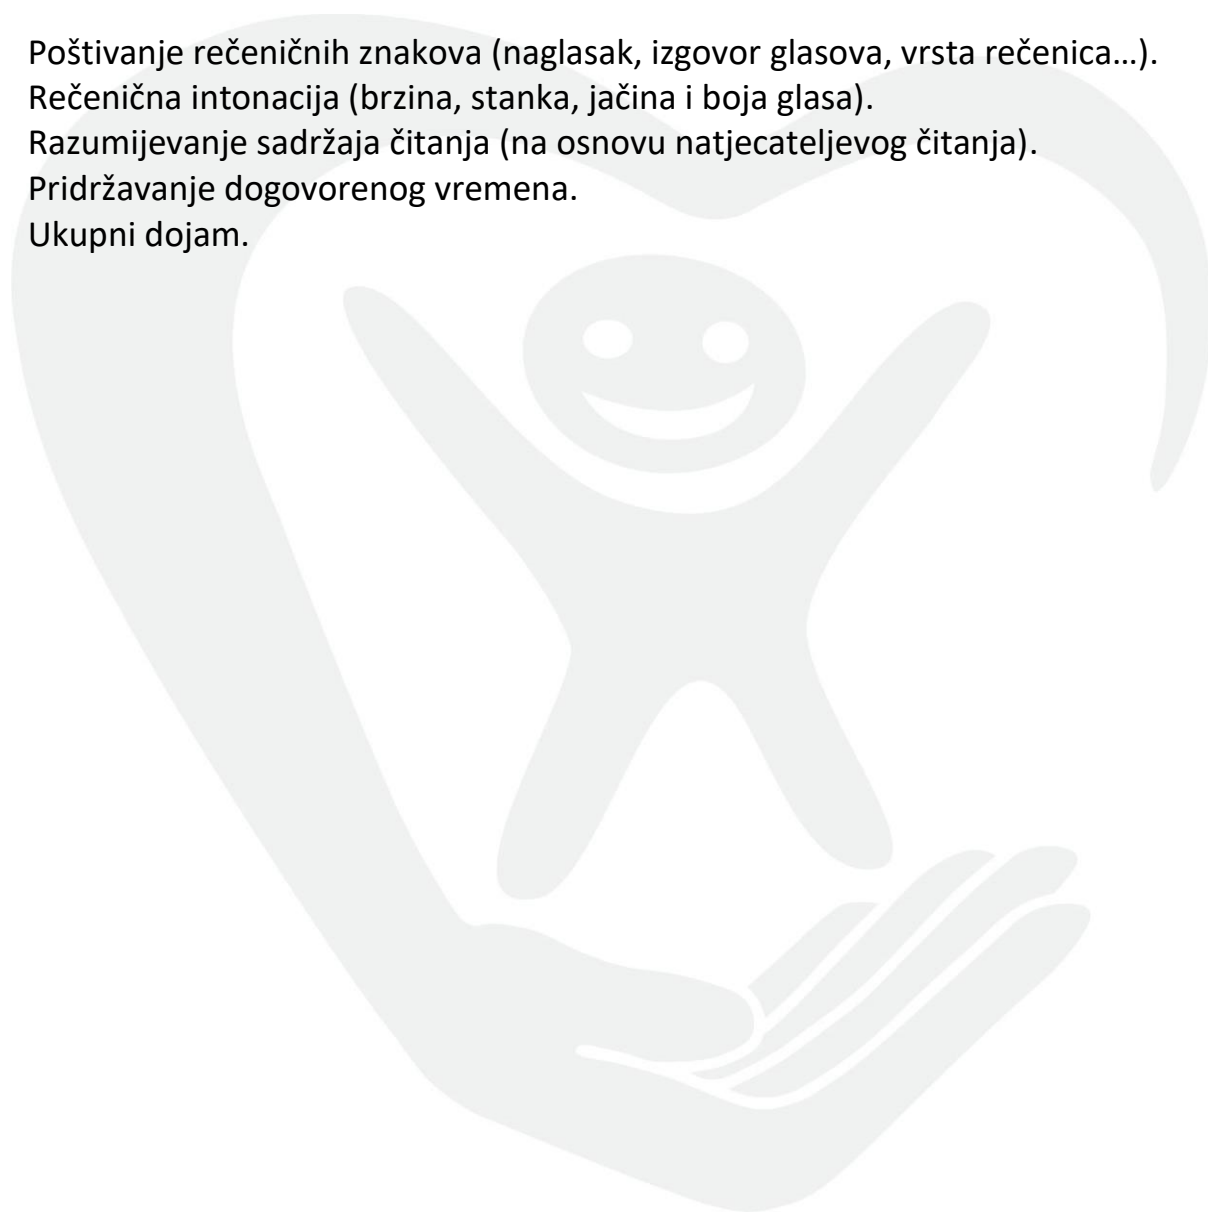 Poštivanje rečeničnih znakova (naglasak, izgovor glasova, vrsta rečenica…).
Rečenična intonacija (brzina, stanka, jačina i boja glasa).
Razumijevanje sadržaja čitanja (na osnovu natjecateljevog čitanja).
Pridržavanje dogovorenog vremena.
Ukupni dojam.